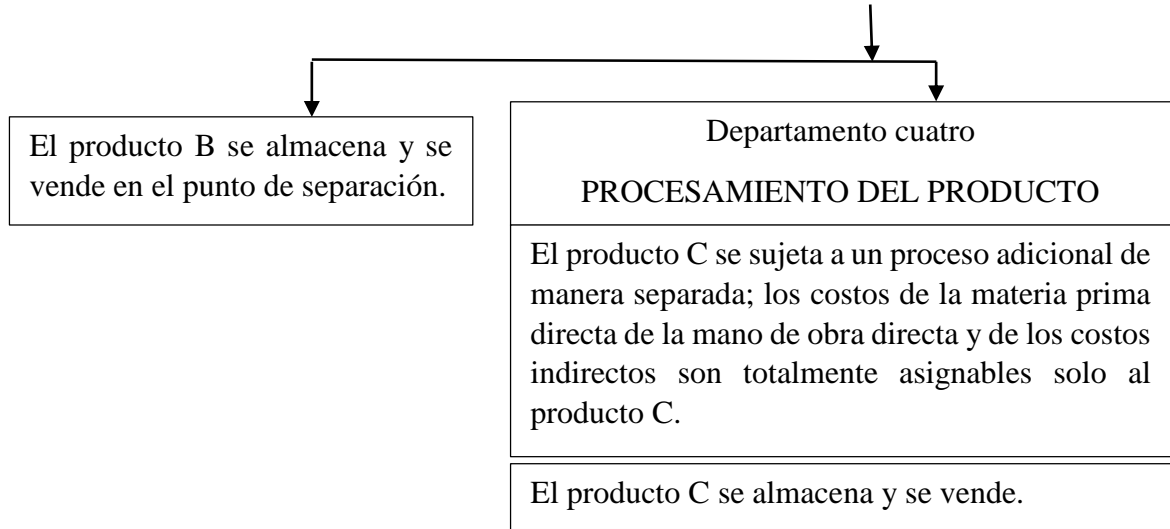 El producto B se almacena y se
vende en el punto de separación.
Departamento cuatro
PROCESAMIENTO DEL PRODUCTO
El producto C se sujeta a un proceso adicional de
manera separada; los costos de la materia prima
directa de la mano de obra directa y de los costos
indirectos son totalmente asignables solo al
producto C.
El producto C se almacena y se vende.